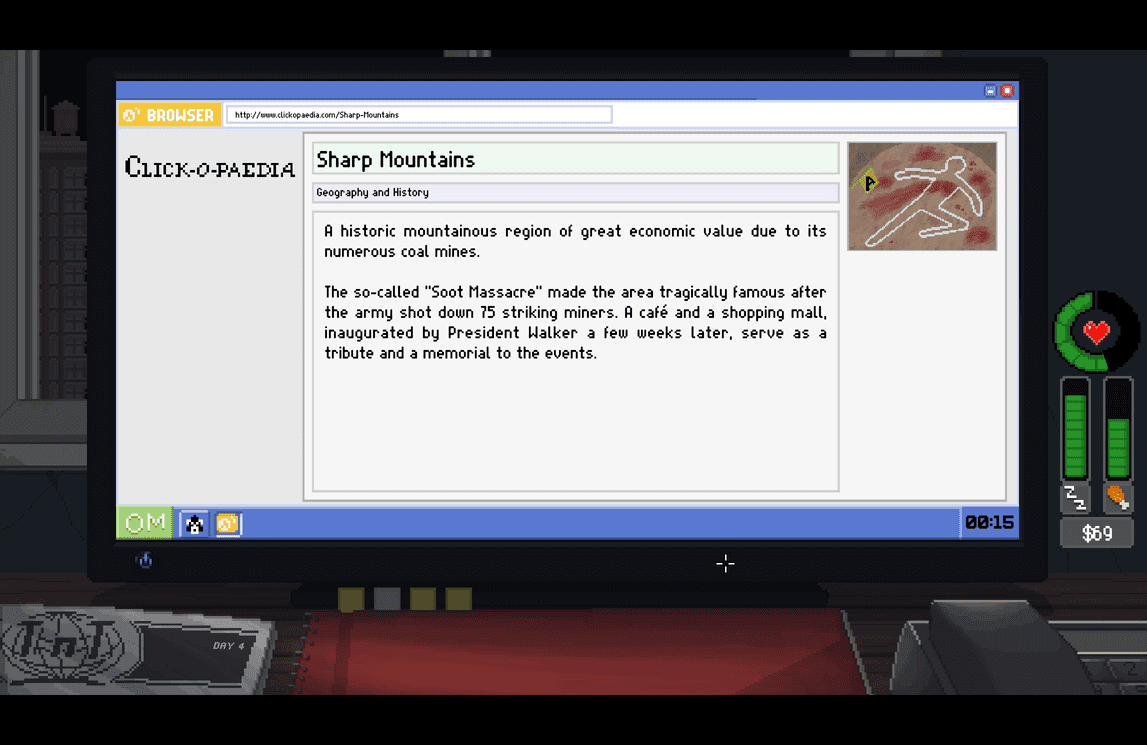 BROWSER
http://www.clickopaedia.com/Sharp-Mountains
CLICK-O-PAEDIA
Sharp Mountains
Geography and History
A historic mountainous region of great economic value due to its
numerous coal mines.
The so-called "Soot Massacre" made the area tragically famous after
the army shot down 75 striking miners. A café and a shopping mall,
inaugurated by President Walker a few weeks later, serve as a
tribute and a memorial to the events.
P
OM
00:15
$69
TnT
DAY 4